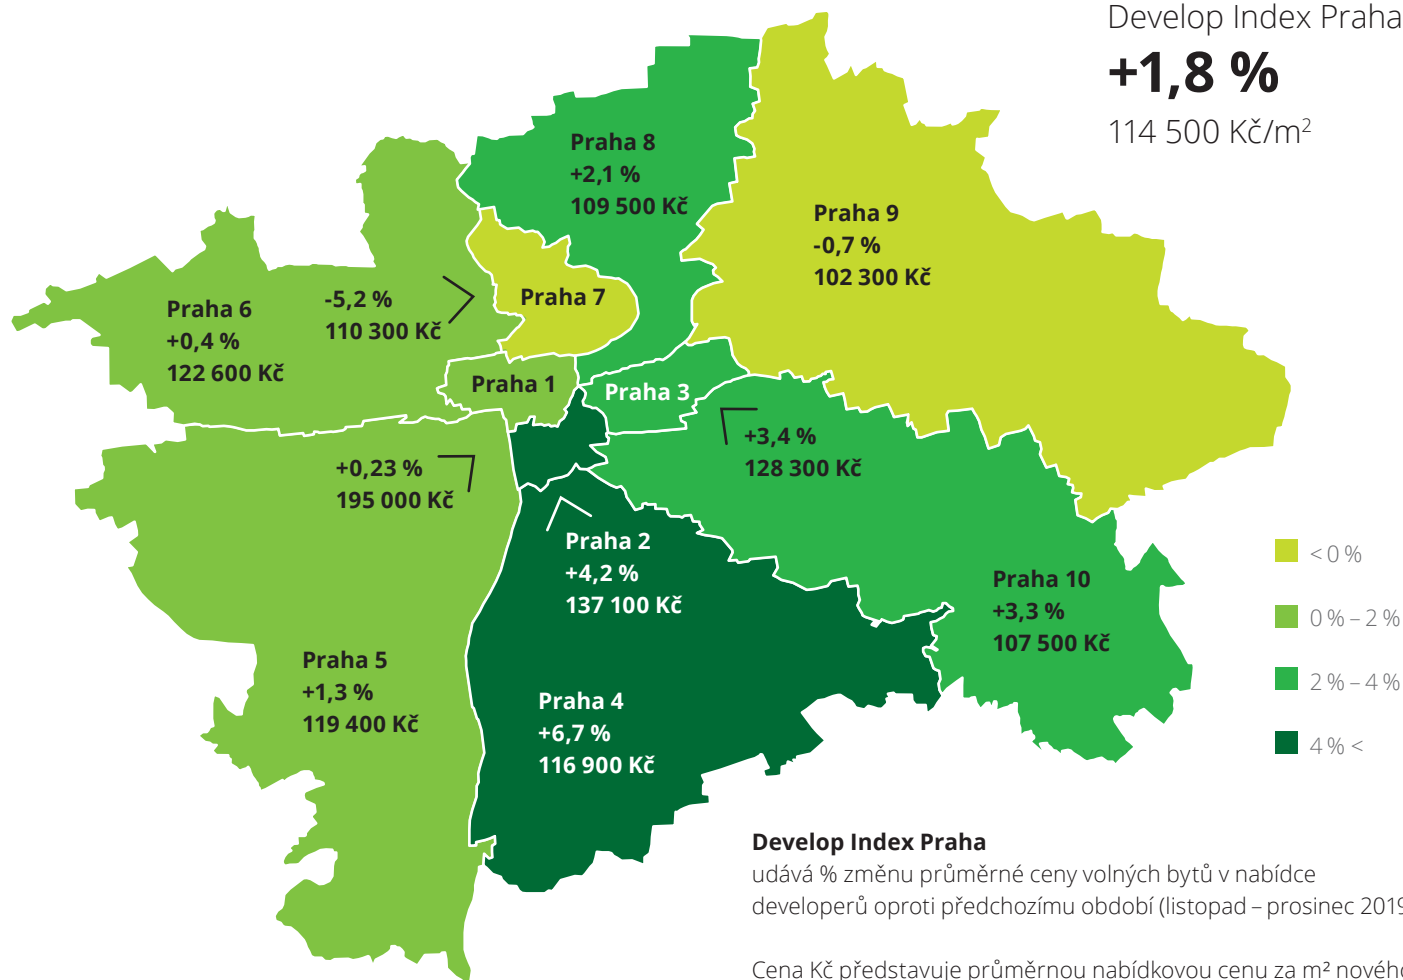 Develop Index Praha
+1,8 %
114 500 Kč/m²
Praha 8
+2,1 %
109 500 Kč
Praha 9
-0,7 %
102 300 Kč
Praha 6
+0,4 %
122 600 Kč
-5,2 %
110 300 Kč
Praha 7
Praha 1
Praha 3
+3,4 %
128 300 Kč
+0,23 %
195 000 Kč
Praha 2
+4,2 %
137 100 Kč
Praha 10
+3,3 %
107 500 Kč
Praha 5
+1,3 %
119 400 Kč
Praha 4
+6,7 %
116 900 Kč
< 0 %
0 % – 2 %
2 % – 4 %
4 % <
Develop Index Praha
udává % změnu průměrné ceny volných bytů v nabídce
developerů oproti předchozímu období (listopad – prosinec 2019
Cena Kč představuje průměrnou nabídkovou cenu za m² nového